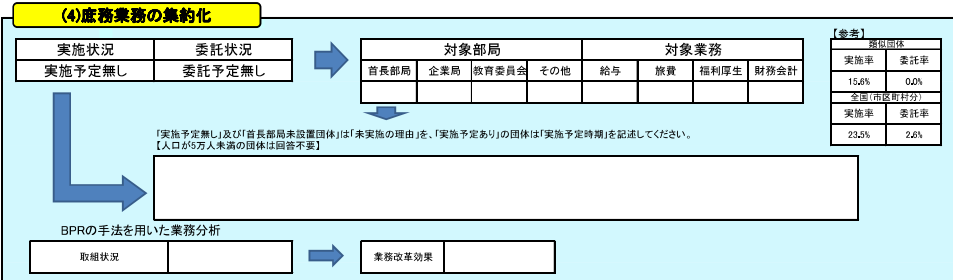 (4)庶務業務の集約化
【参考】
実施状況 委託状況
実施予定無し 委託予定無し
対象部局 対象業務
首長部局 企業局 教育委員会 その他 給与 旅費 福利厚生 財務会計
類似団体
実施率 委託率
15.6% 0.0%
全国(市区町村分)
実施率 委託率
23.5% 2.6%
「実施予定無し」及び「首長部局未設置団体」は「未実施の理由」を、「実施予定あり」の団体は「実施予定時期」を記述してください。
【人口が5万人未満の団体は回答不要】
BPRの手法を用いた業務分析
取組状況 業務改革効果